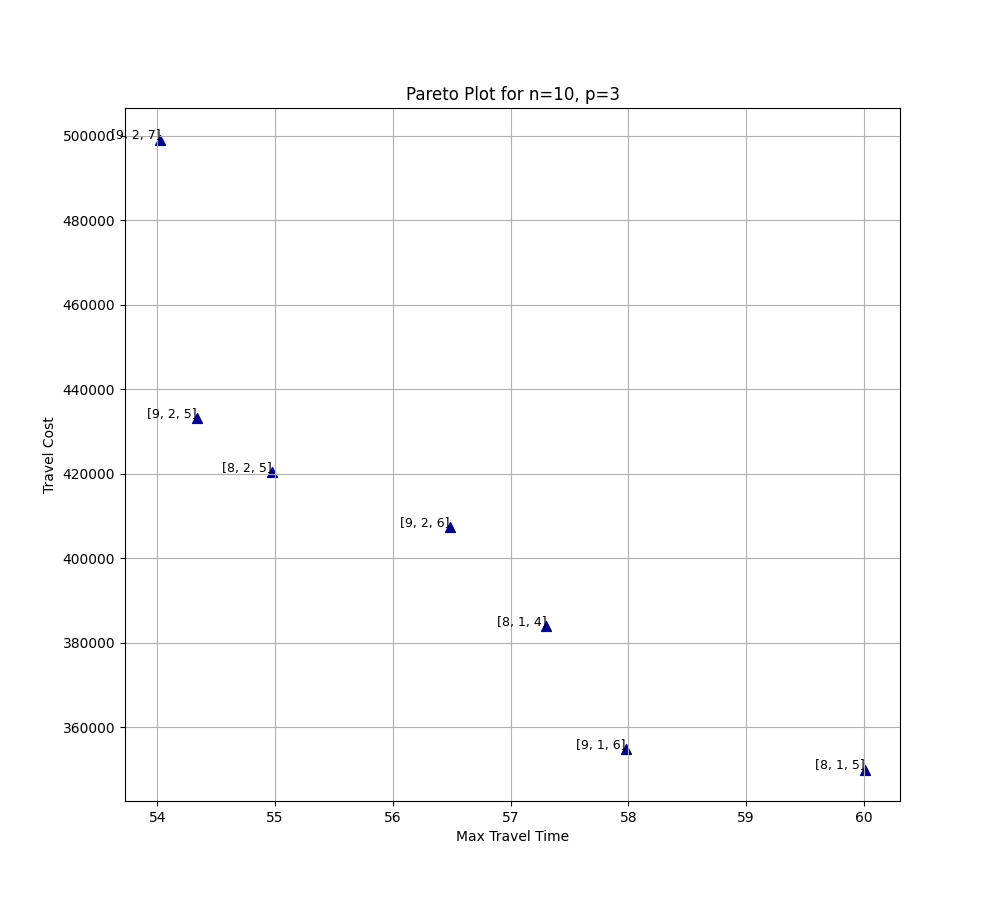 Pareto Plot for n=10, p=3
500000
[9, 2, 7]
480000
460000
440000
[9, 2, 5]
420000
[8, 2, 5]
[9, 2, 6]
400000
[8, 1, 4]
380000
360000
[9, 1, 6]
[8, 1, 5]
Travel Cost
54 55 56 57 58 59 60
Max Travel Time